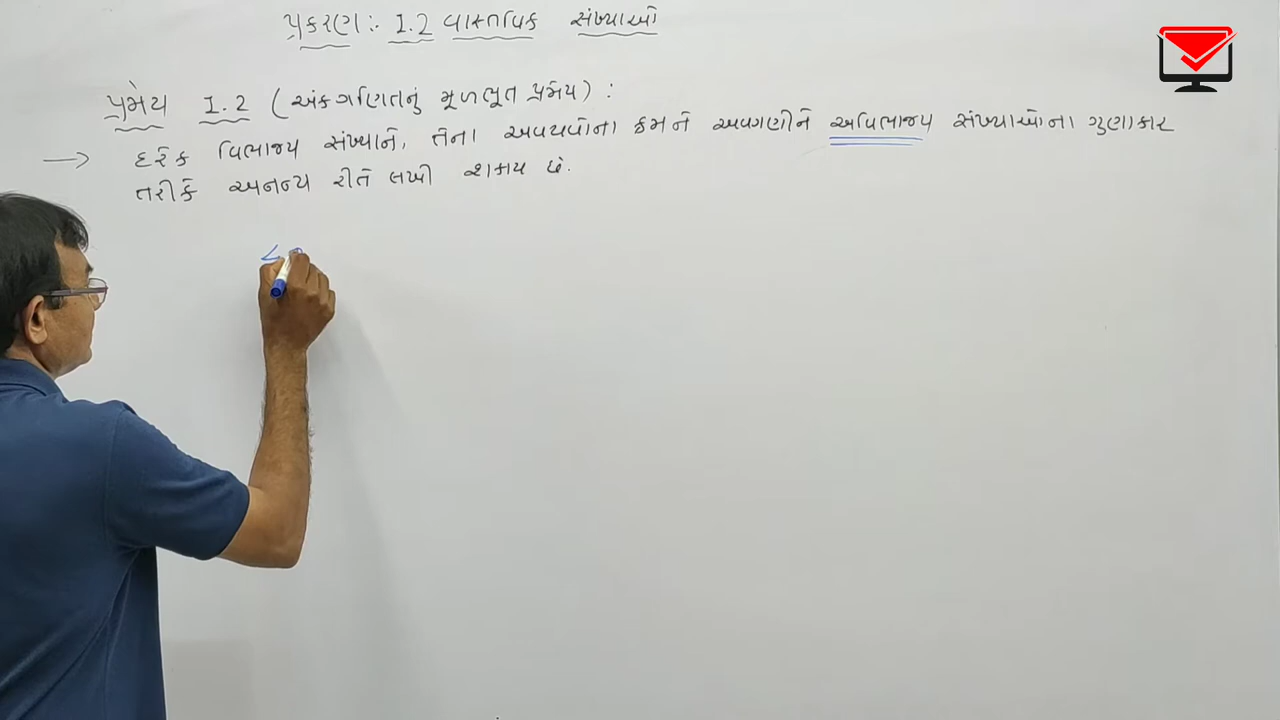 પ્રકરણ :- 1.2 વાસ્તવિક સંખ્યાઓ
પ્રમેય 1.2 (અંકગણિતનું મૂળભૂત પ્રમેય) :
→ દરેક વિભાજ્ય સંખ્યાને, તેના અવયવોના ક્રમને અવગણીને અવિભાજ્ય સંખ્યાઓના ગુણાકાર
તરીકે અનન્ય રીતે લખી શકાય છે.